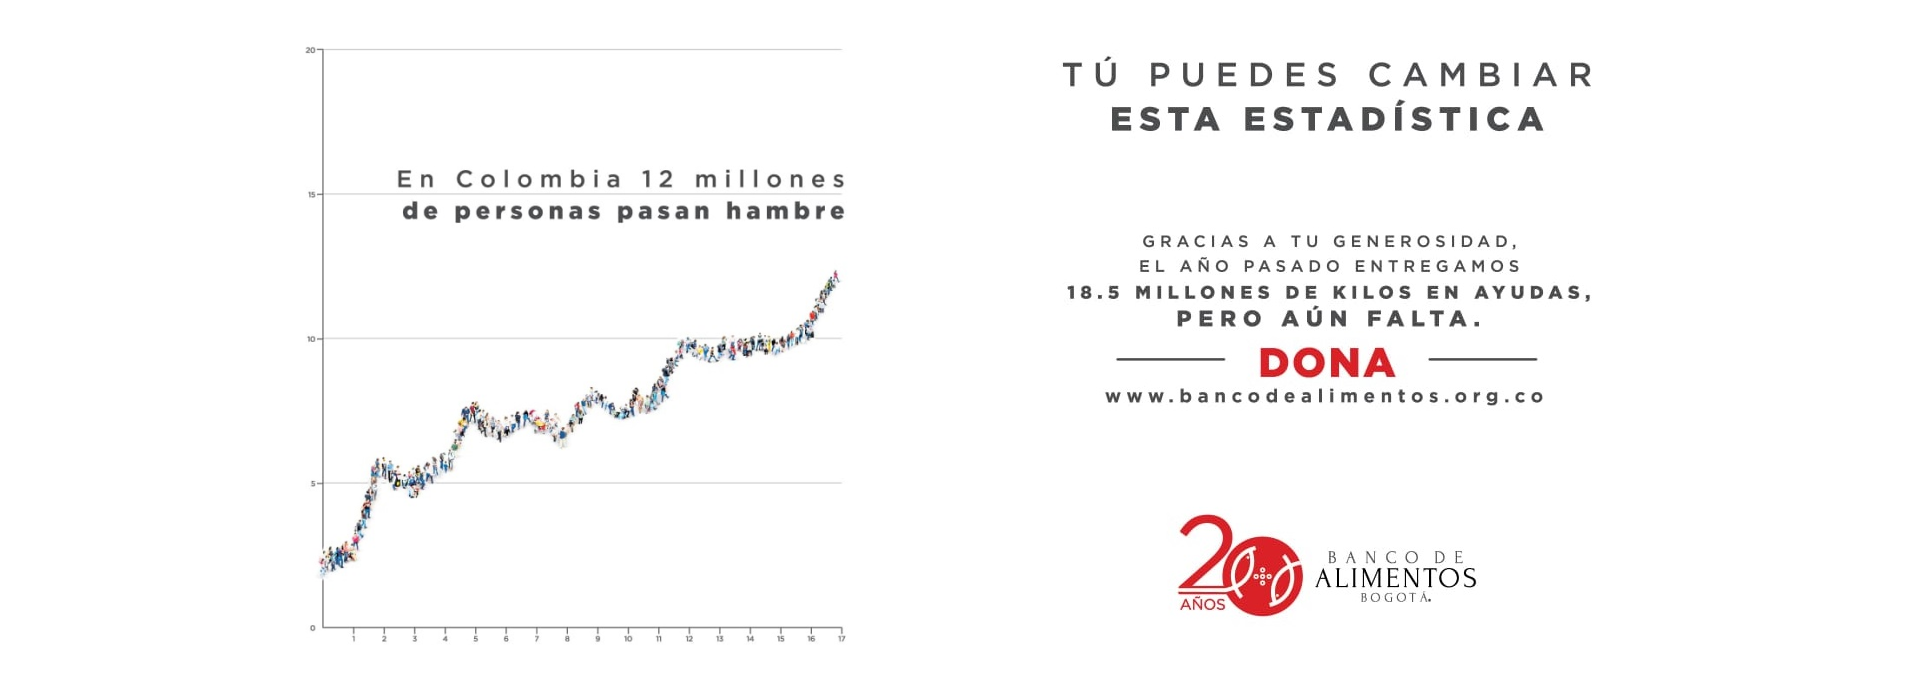 20
15
10
5
0
1 2 3 4 5 6 7 8 9 10 11 12 13 14 15 16 17
En Colombia 12 millones
de personas pasan hambre
TÚ PUEDES CAMBIAR
ESTA ESTADÍSTICA
GRACIAS A TU GENEROSIDAD,
EL AÑO PASADO ENTREGAMOS
18.5 MILLONES DE KILOS EN AYUDAS,
PERO AÚN FALTA.
DONA
www.bancodealimentos.org.co
20
AÑOS
BANCO DE
ALIMENTOS
BOGOTÁ.